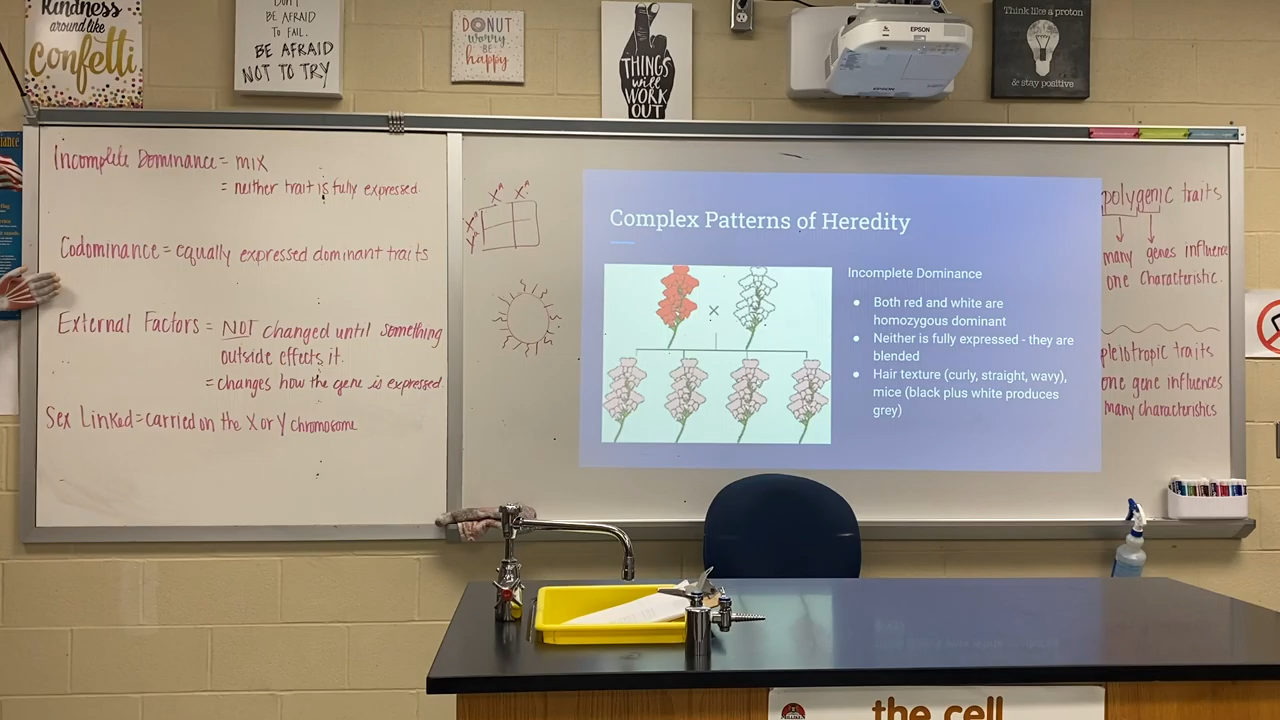 Kindness
around like
Confetti
DON'T
BE AFRAID
TO FAIL.
BE AFRAID
NOT TO TRY
DONUT
worry
BE
happy
THINGS
will
WORK
OUT
EPSON
Think like a proton
& stay positive
Incomplete Dominance = mix
= neither trait is fully expressed
Codominance = equally expressed dominant traits
External Factors = NOT changed until something
outside effects it.
= changes how the gene is expressed.
Sex Linked = carried on the X or Y chromosome
Complex Patterns of Heredity
×
Incomplete Dominance
● Both red and white are
homozygous dominant
● Neither is fully expressed - they are
blended
● Hair texture (curly, straight, wavy),
mice (black plus white produces
grey)
polygenic traits
many genes influence
one characteristic.
pleiotropic traits
one gene influences
many characteristics
the cell